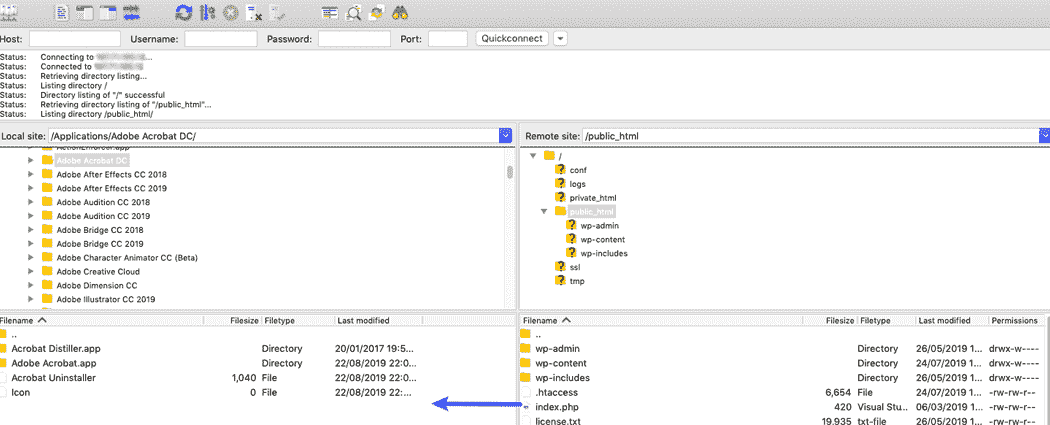 Host: Username: Password: Port: Quickconnect
Status: Connecting to
Status: Connected to
Status: Retrieving directory listing...
Status: Listing directory /
Status: Directory listing of "/" successful
Status: Retrieving directory listing of "/public_html"...
Status: Listing directory /public_html/
Local site: /Applications/Adobe Acrobat DC/
ActionEnforcer.app
Adobe Acrobat DC
Adobe After Effects CC 2018
Adobe After Effects CC 2019
Adobe Audition CC 2018
Adobe Audition CC 2019
Adobe Bridge CC 2018
Adobe Bridge CC 2019
Adobe Character Animator CC (Beta)
Adobe Creative Cloud
Adobe Dimension CC
Adobe Illustrator CC 2019
Remote site: /public_html
/
conf
logs
private_html
public_html
wp-admin
wp-content
wp-includes
ssl
tmp
Filename Filesize Filetype Last modified
..
Acrobat Distiller.app Directory 20/01/2017 19:5...
Adobe Acrobat.app Directory 22/08/2019 22:0...
Acrobat Uninstaller 1,040 File 22/08/2019 22:0...
Icon 0 File 22/08/2019 22:...
Filename Filesize Filetype Last modified Permissions
..
wp-admin Directory 26/05/2019 1... drwx-w----
wp-content Directory 24/07/2019 1... drwx-w----
wp-includes Directory 26/05/2019 1... drwx-w----
.htaccess 6,654 File 24/07/2019 1... -rw-rw-r--
index.php 420 Visual Stu... 06/03/2019 1... -rw-rw-r--
license.txt 19,935 txt-file 26/05/2019 1... -rw-rw-r--